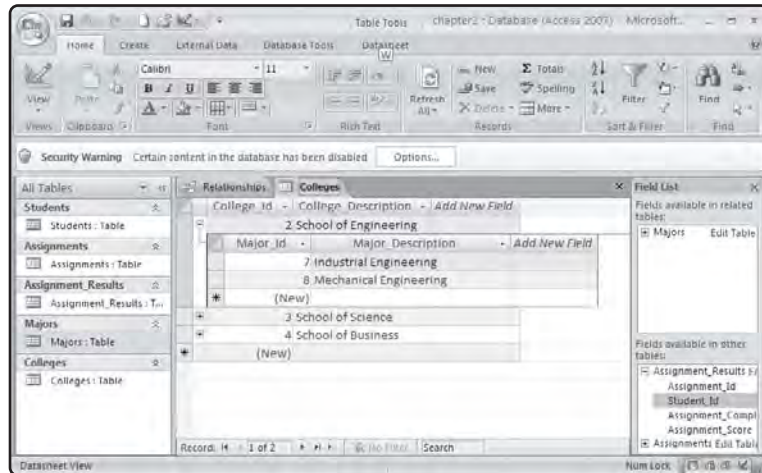 Table Tools chapter2 - Database (Access 2007) Microsoft...
Home Create External Data Database Tools Datasheet
W
Calibri 11
View Paste
B I U
A
Refresh All
New Save Delete
Σ Totals Spelling More
Filter
Find
Views Clipboard Font Rich Text Records Sort & Filter Find
Security Warning Certain content in the database has been disabled Options...
All Tables
Students
Students : Table
Assignments
Assignments : Table
Assignment_Results
Assignment_Results : T...
Majors
Majors : Table
Colleges
Colleges : Table
Relationships Colleges
College_Id College_Description Add New Field
2 School of Engineering
Major_Id Major_Description Add New Field
7 Industrial Engineering
8 Mechanical Engineering
(New)
3 School of Science
4 School of Business
(New)
Record: 1 of 2 No Filter Search
Field List
Fields available in related tables:
Majors Edit Table
Fields available in other tables:
Assignment_Results
Assignment_Id
Student_Id
Assignment_Compl
Assignment_Score
Assignments Edit Table
Datasheet View Num Lock